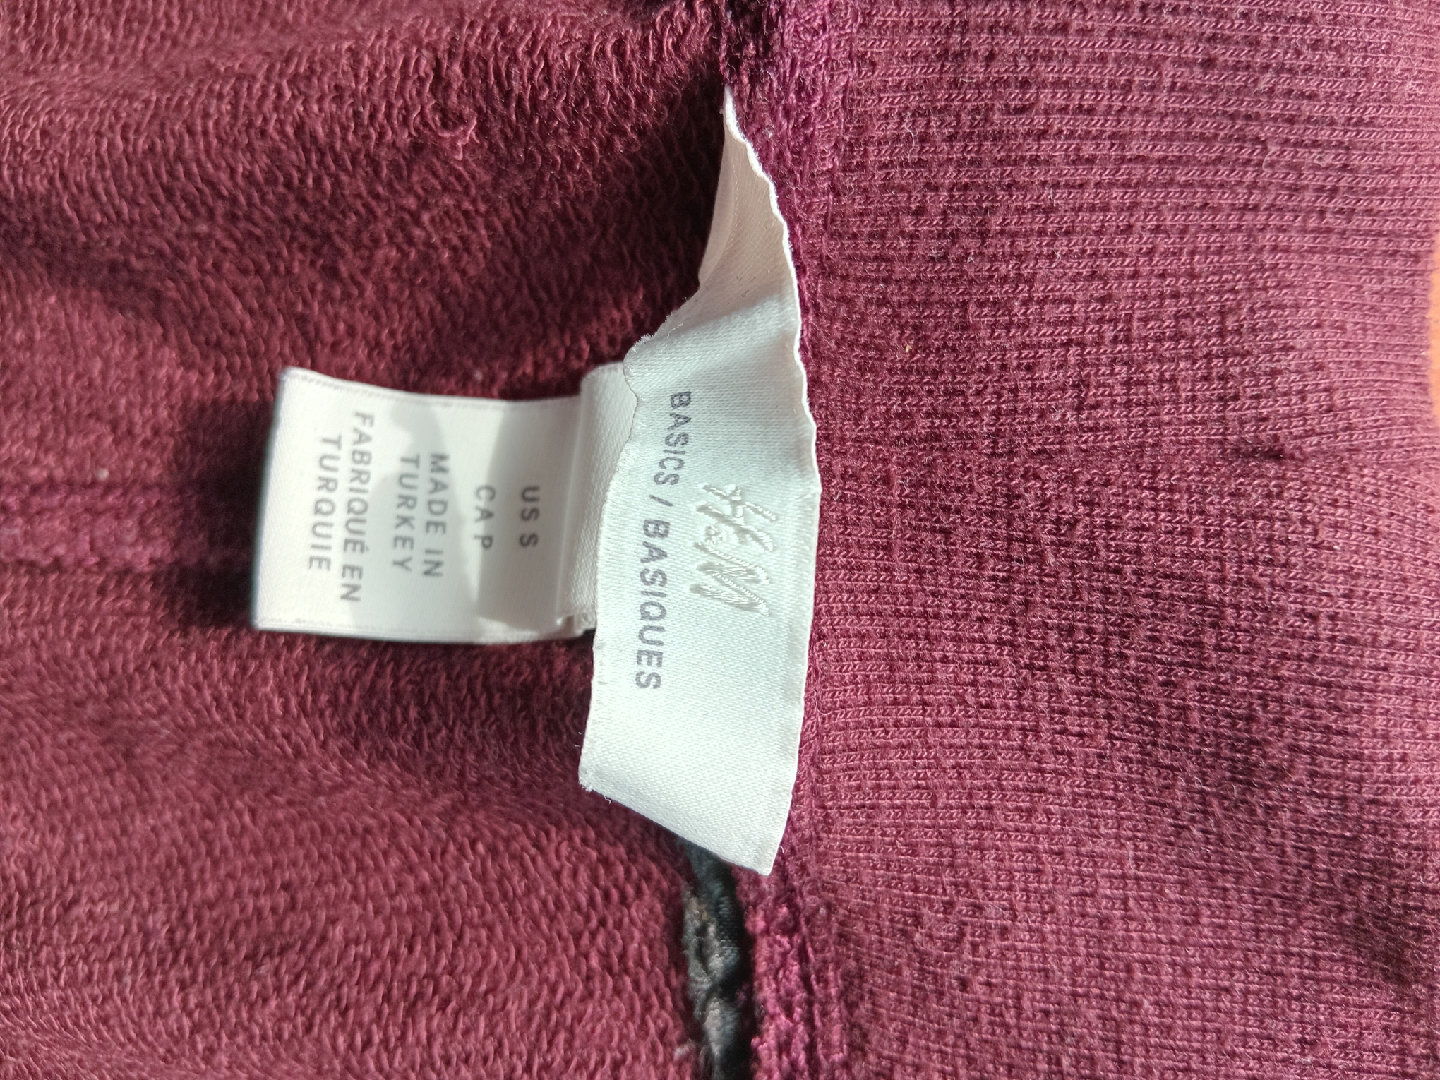 H&M
BASICS / BASIQUES
US S
CA P
MADE IN
TURKEY
FABRIQUÉ EN
TURQUIE